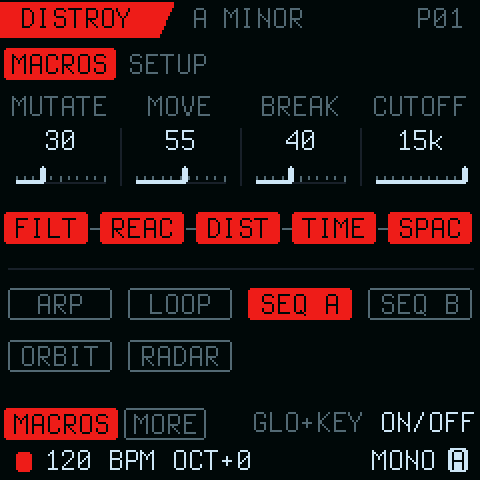 DISTROY A MINOR P01
MACROS SETUP
MUTATE MOVE BREAK CUTOFF
30 55 40 15k
FILT REAC DIST TIME SPAC
ARP LOOP SEQ A SEQ B
ORBIT RADAR
MACROS MORE GLO+KEY ON/OFF
120 BPM OCT+0 MONO A